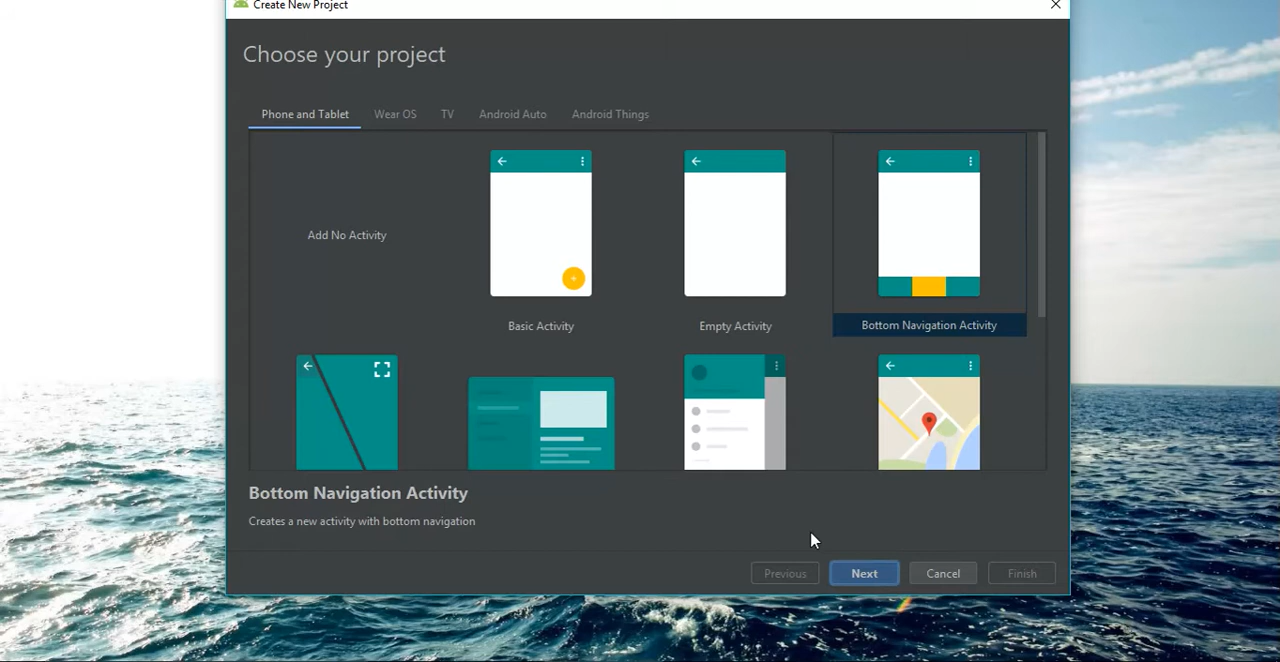 Create New Project
Choose your project
Phone and Tablet Wear OS TV Android Auto Android Things
Add No Activity
Basic Activity
Empty Activity
Bottom Navigation Activity
Bottom Navigation Activity
Creates a new activity with bottom navigation
Previous Next Cancel Finish